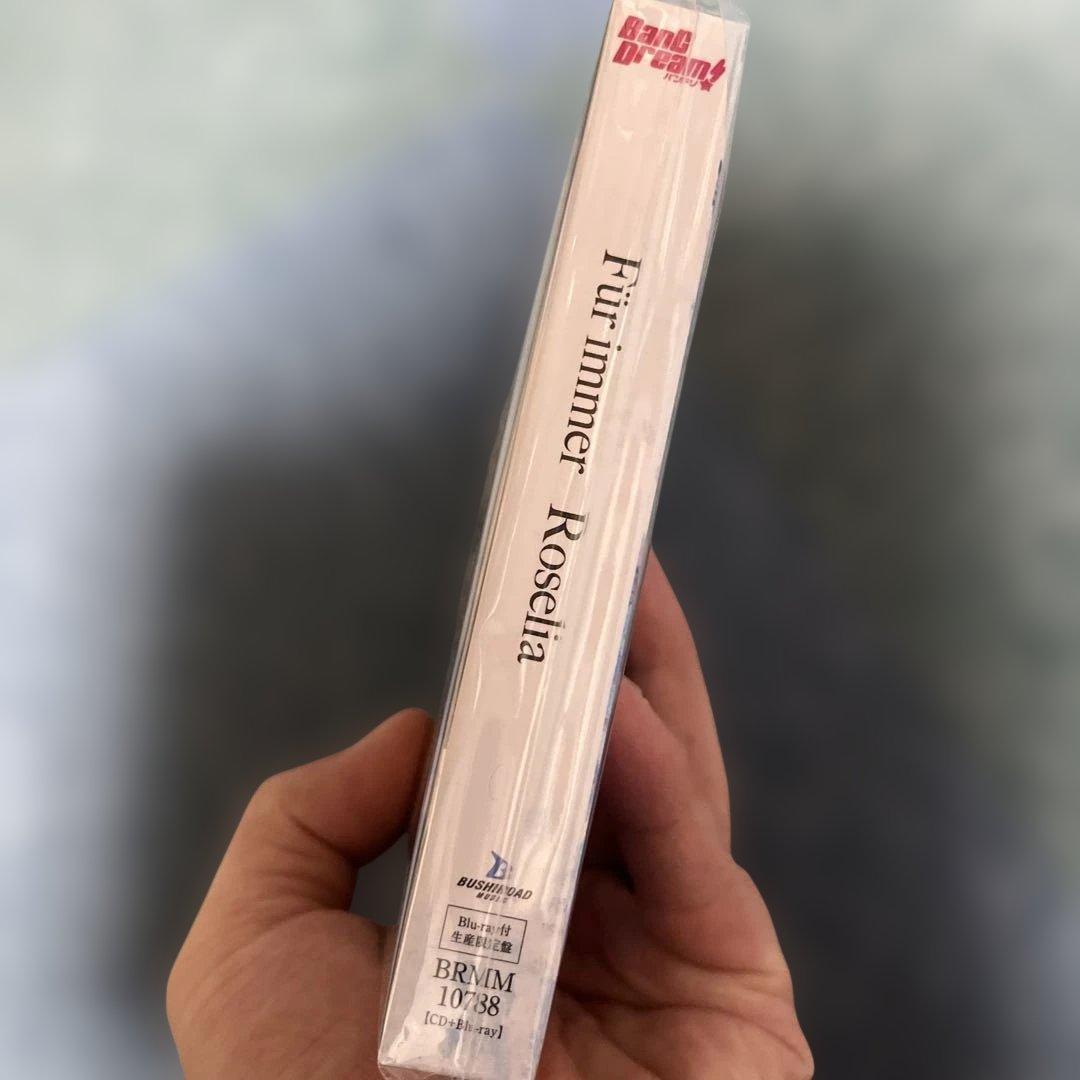 BanG
Dream!
バンドリ
Für immer Roselia
BUSHIROAD
MUSIC
Blu-ray付
生産限定盤
BRMM
10788
【CD+Blu-ray】